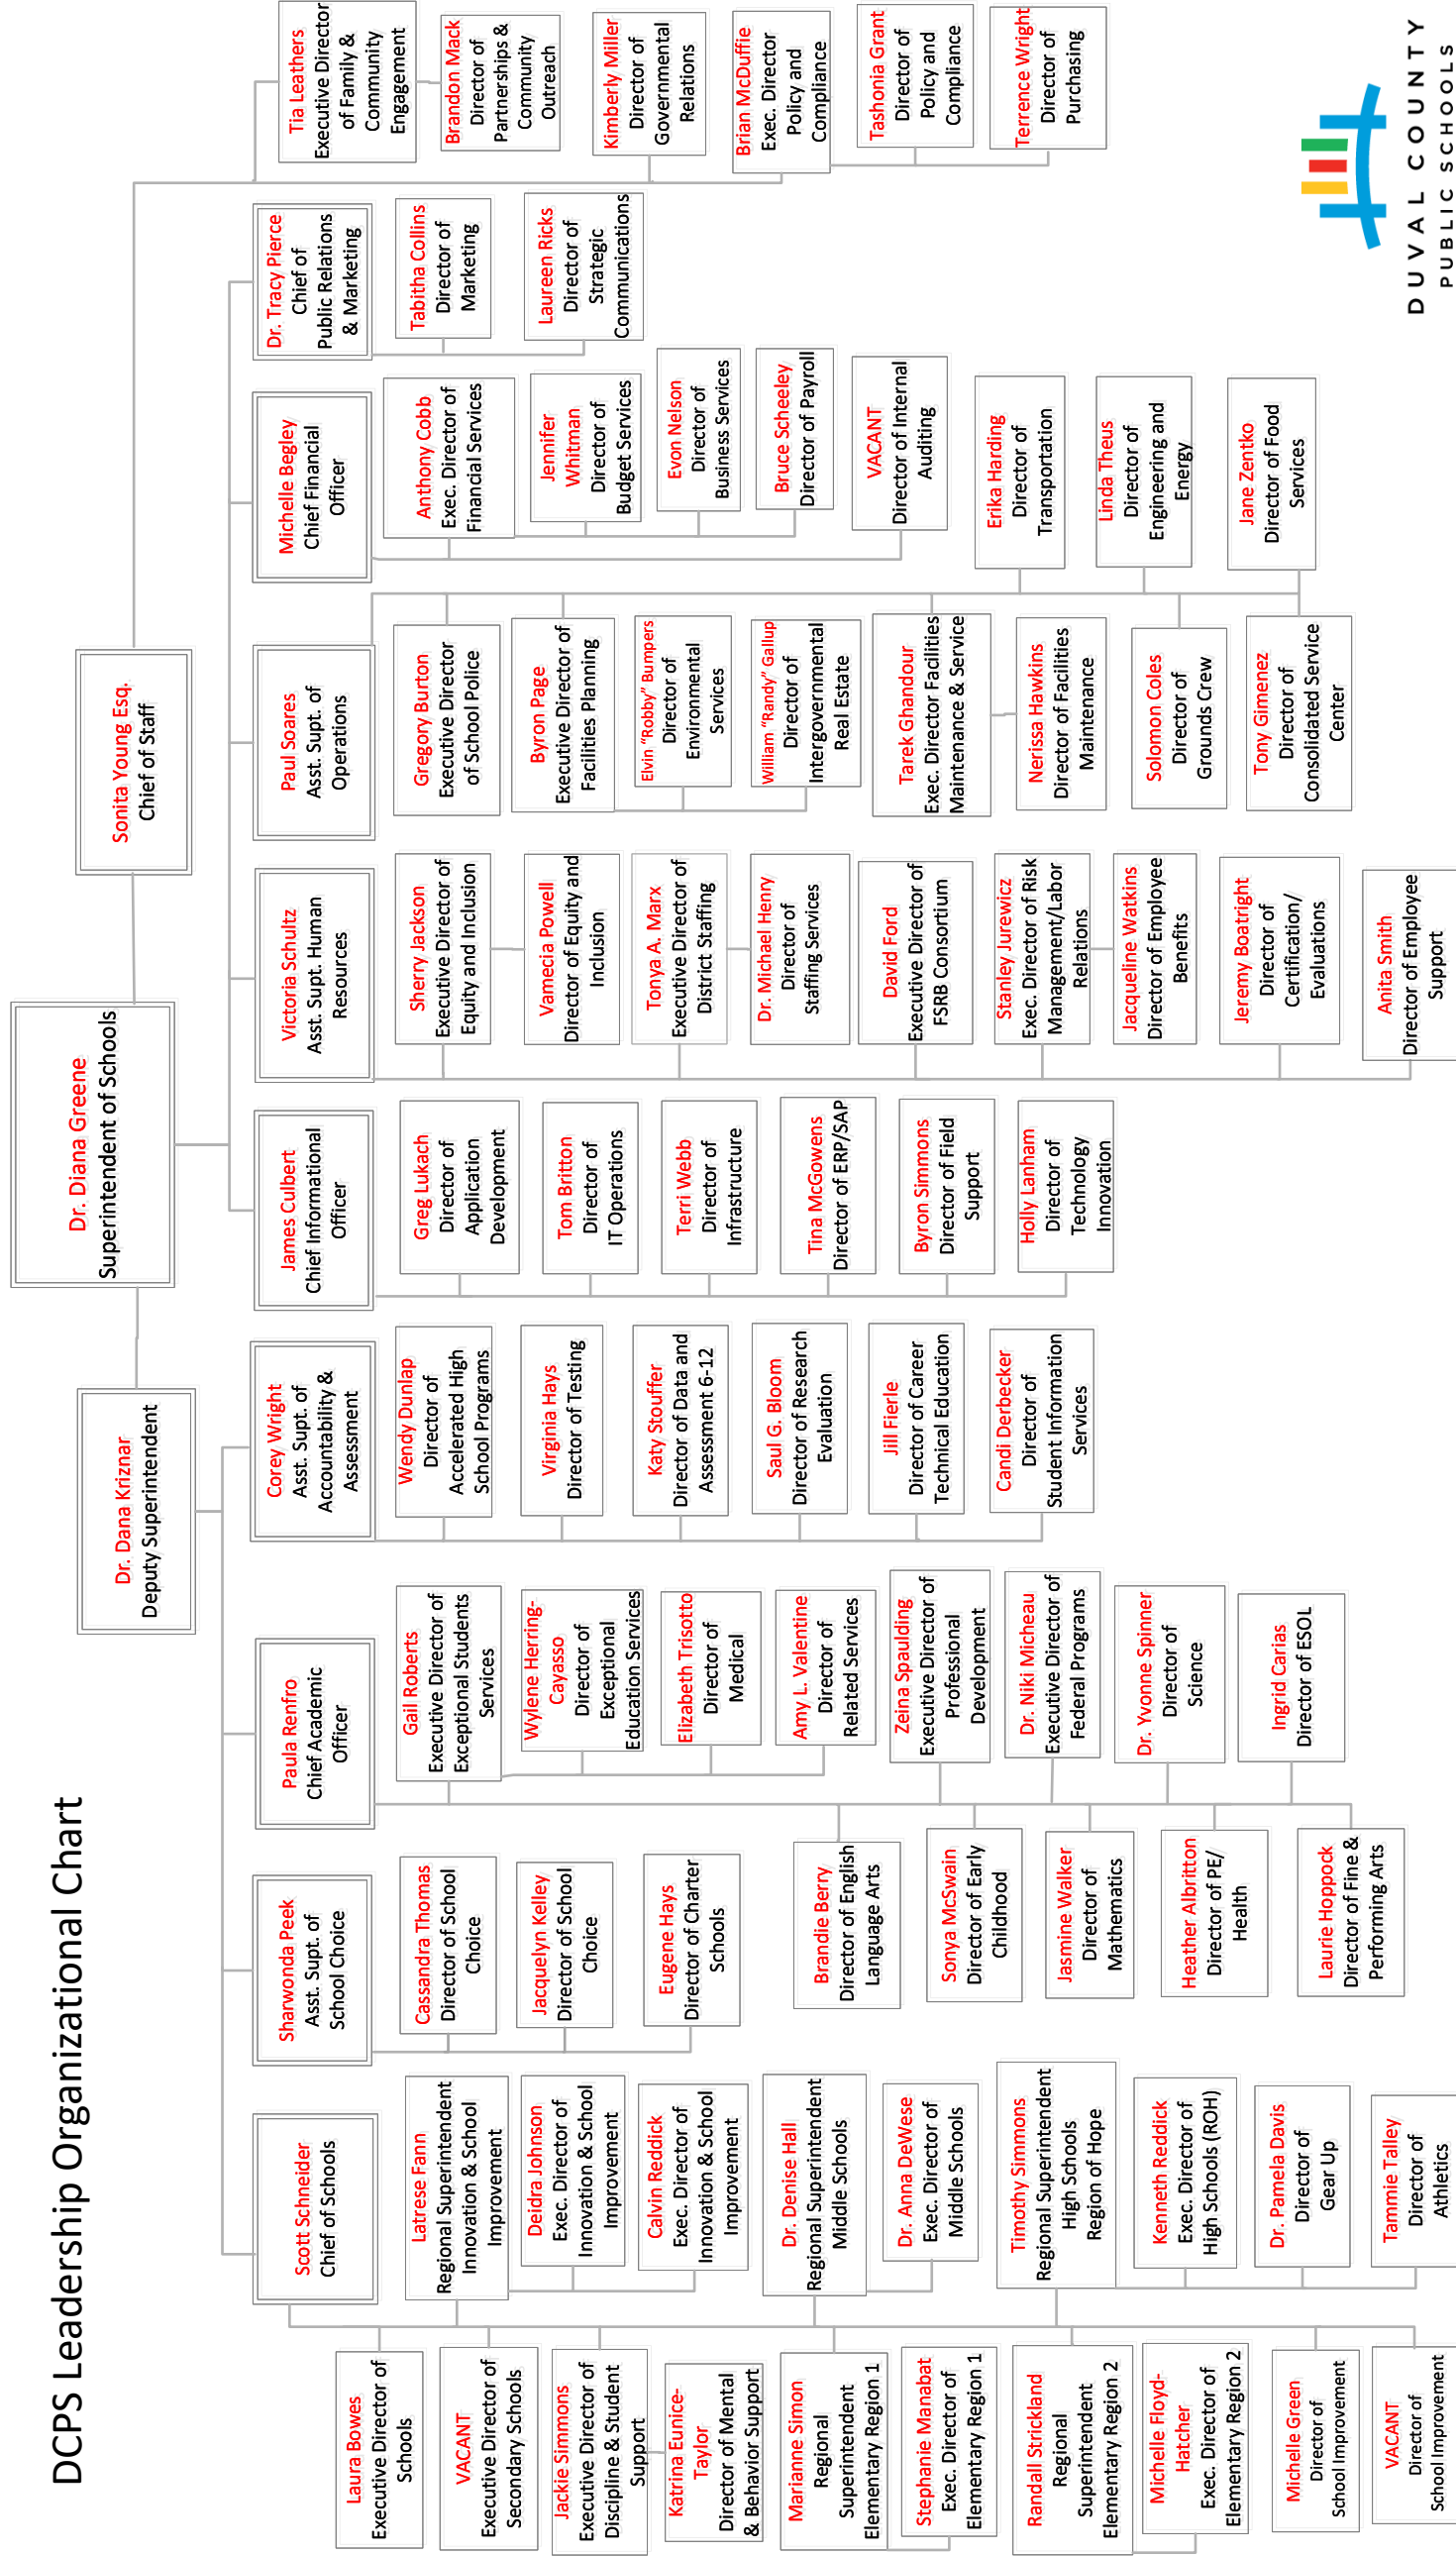 DCPS Leadership Organizational Chart
Dr. Diana Greene
Superintendent of Schools
Dr. Dana Kriznar
Deputy Superintendent
Sonita Young Esq.
Chief of Staff
Scott Schneider
Chief of Schools
Laura Bowes
Executive Director of
Schools
VACANT
Executive Director of
Secondary Schools
Jackie Simmons
Executive Director of
Discipline & Student
Support
Katrina Eunice-
Taylor
Director of Mental
& Behavior Support
Marianne Simon
Regional
Superintendent
Elementary Region 1
Stephanie Manabat
Exec. Director of
Elementary Region 1
Randall Strickland
Regional
Superintendent
Elementary Region 2
Michelle Floyd-
Hatcher
Exec. Director of
Elementary Region 2
Michelle Green
Director of
School Improvement
VACANT
Director of
School Improvement
Latrese Fann
Regional Superintendent
Innovation & School
Improvement
Deidra Johnson
Exec. Director of
Innovation & School
Improvement
Calvin Reddick
Exec. Director of
Innovation & School
Improvement
Dr. Denise Hall
Regional Superintendent
Middle Schools
Dr. Anna DeWese
Exec. Director of
Middle Schools
Timothy Simmons
Regional Superintendent
High Schools
Region of Hope
Kenneth Reddick
Exec. Director of
High Schools (ROH)
Dr. Pamela Davis
Director of
Gear Up
Tammie Talley
Director of
Athletics
Sharwonda Peek
Asst. Supt. of
School Choice
Cassandra Thomas
Director of School
Choice
Jacquelyn Kelley
Director of School
Choice
Eugene Hays
Director of Charter
Schools
Paula Renfro
Chief Academic
Officer
Gail Roberts
Executive Director of
Exceptional Students
Services
Wylene Herring-
Cayasso
Director of
Exceptional
Education Services
Elizabeth Trisotto
Director of
Medical
Amy L. Valentine
Director of
Related Services
Zeina Spaulding
Executive Director of
Professional
Development
Dr. Niki Micheau
Executive Director of
Federal Programs
Dr. Yvonne Spinner
Director of
Science
Ingrid Carias
Director of ESOL
Brandie Berry
Director of English
Language Arts
Sonya McSwain
Director of Early
Childhood
Jasmine Walker
Director of
Mathematics
Heather Albritton
Director of PE/
Health
Laurie Hoppock
Director of Fine &
Performing Arts
Corey Wright
Asst. Supt. of
Accountability &
Assessment
Wendy Dunlap
Director of
Accelerated High
School Programs
Virginia Hays
Director of Testing
Katy Stouffer
Director of Data and
Assessment 6-12
Saul G. Bloom
Director of Research
Evaluation
Jill Fierle
Director of Career
Technical Education
Candi Derbecker
Director of
Student Information
Services
James Culbert
Chief Informational
Officer
Greg Lukach
Director of
Application
Development
Tom Britton
Director of
IT Operations
Terri Webb
Director of
Infrastructure
Tina McGowens
Director of ERP/SAP
Byron Simmons
Director of Field
Support
Holly Lanham
Director of
Technology
Innovation
Victoria Schultz
Asst. Supt. Human
Resources
Sherry Jackson
Executive Director of
Equity and Inclusion
Vamecia Powell
Director of Equity and
Inclusion
Tonya A. Marx
Executive Director of
District Staffing
Dr. Michael Henry
Director of
Staffing Services
David Ford
Executive Director of
FSRB Consortium
Stanley Jurewicz
Exec. Director of Risk
Management/Labor
Relations
Jacqueline Watkins
Director of Employee
Benefits
Jeremy Boatright
Director of
Certification/
Evaluations
Anita Smith
Director of Employee
Support
Paul Soares
Asst. Supt. of
Operations
Gregory Burton
Executive Director
of School Police
Byron Page
Executive Director of
Facilities Planning
Elvin "Robby" Bumpers
Director of
Environmental
Services
William "Randy" Gallup
Director of
Intergovernmental
Real Estate
Tarek Ghandour
Exec. Director Facilities
Maintenance & Service
Nerissa Hawkins
Director of Facilities
Maintenance
Solomon Coles
Director of
Grounds Crew
Tony Gimenez
Director of
Consolidated Service
Center
Erika Harding
Director of
Transportation
Linda Theus
Director of
Engineering and
Energy
Jane Zentko
Director of Food
Services
Michelle Begley
Chief Financial
Officer
Anthony Cobb
Exec. Director of
Financial Services
Jennifer
Whitman
Director of
Budget Services
Evon Nelson
Director of
Business Services
Bruce Scheeley
Director of Payroll
VACANT
Director of Internal
Auditing
Dr. Tracy Pierce
Chief of
Public Relations
& Marketing
Tabitha Collins
Director of
Marketing
Laureen Ricks
Director of
Strategic
Communications
Tia Leathers
Executive Director
of Family &
Community
Engagement
Brandon Mack
Director of
Partnerships &
Community
Outreach
Kimberly Miller
Director of
Governmental
Relations
Brian McDuffie
Exec. Director
Policy and
Compliance
Tashonia Grant
Director of
Policy and
Compliance
Terrence Wright
Director of
Purchasing
DUVAL COUNTY
PUBLIC SCHOOLS